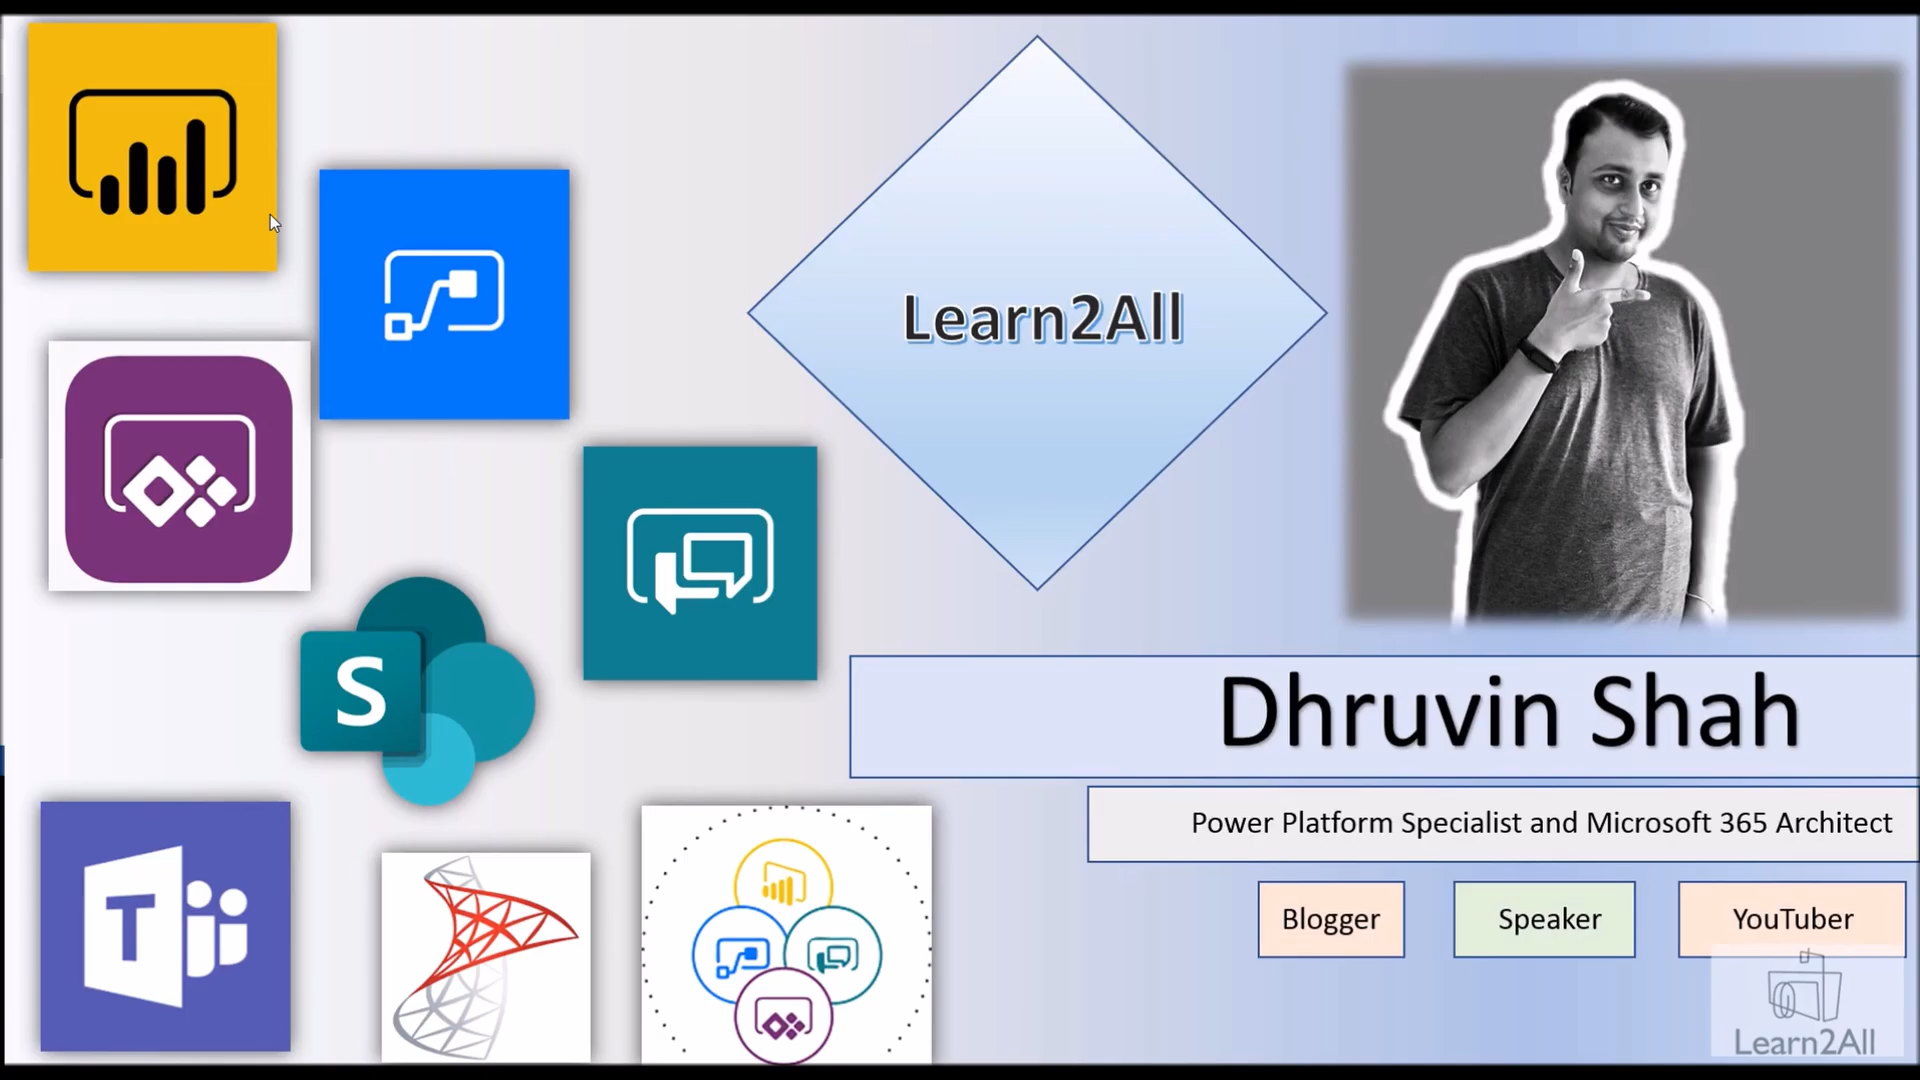 Learn2All
S
Dhruvin Shah
Power Platform Specialist and Microsoft 365 Architect
T
Blogger
Speaker
YouTuber
Learn2All